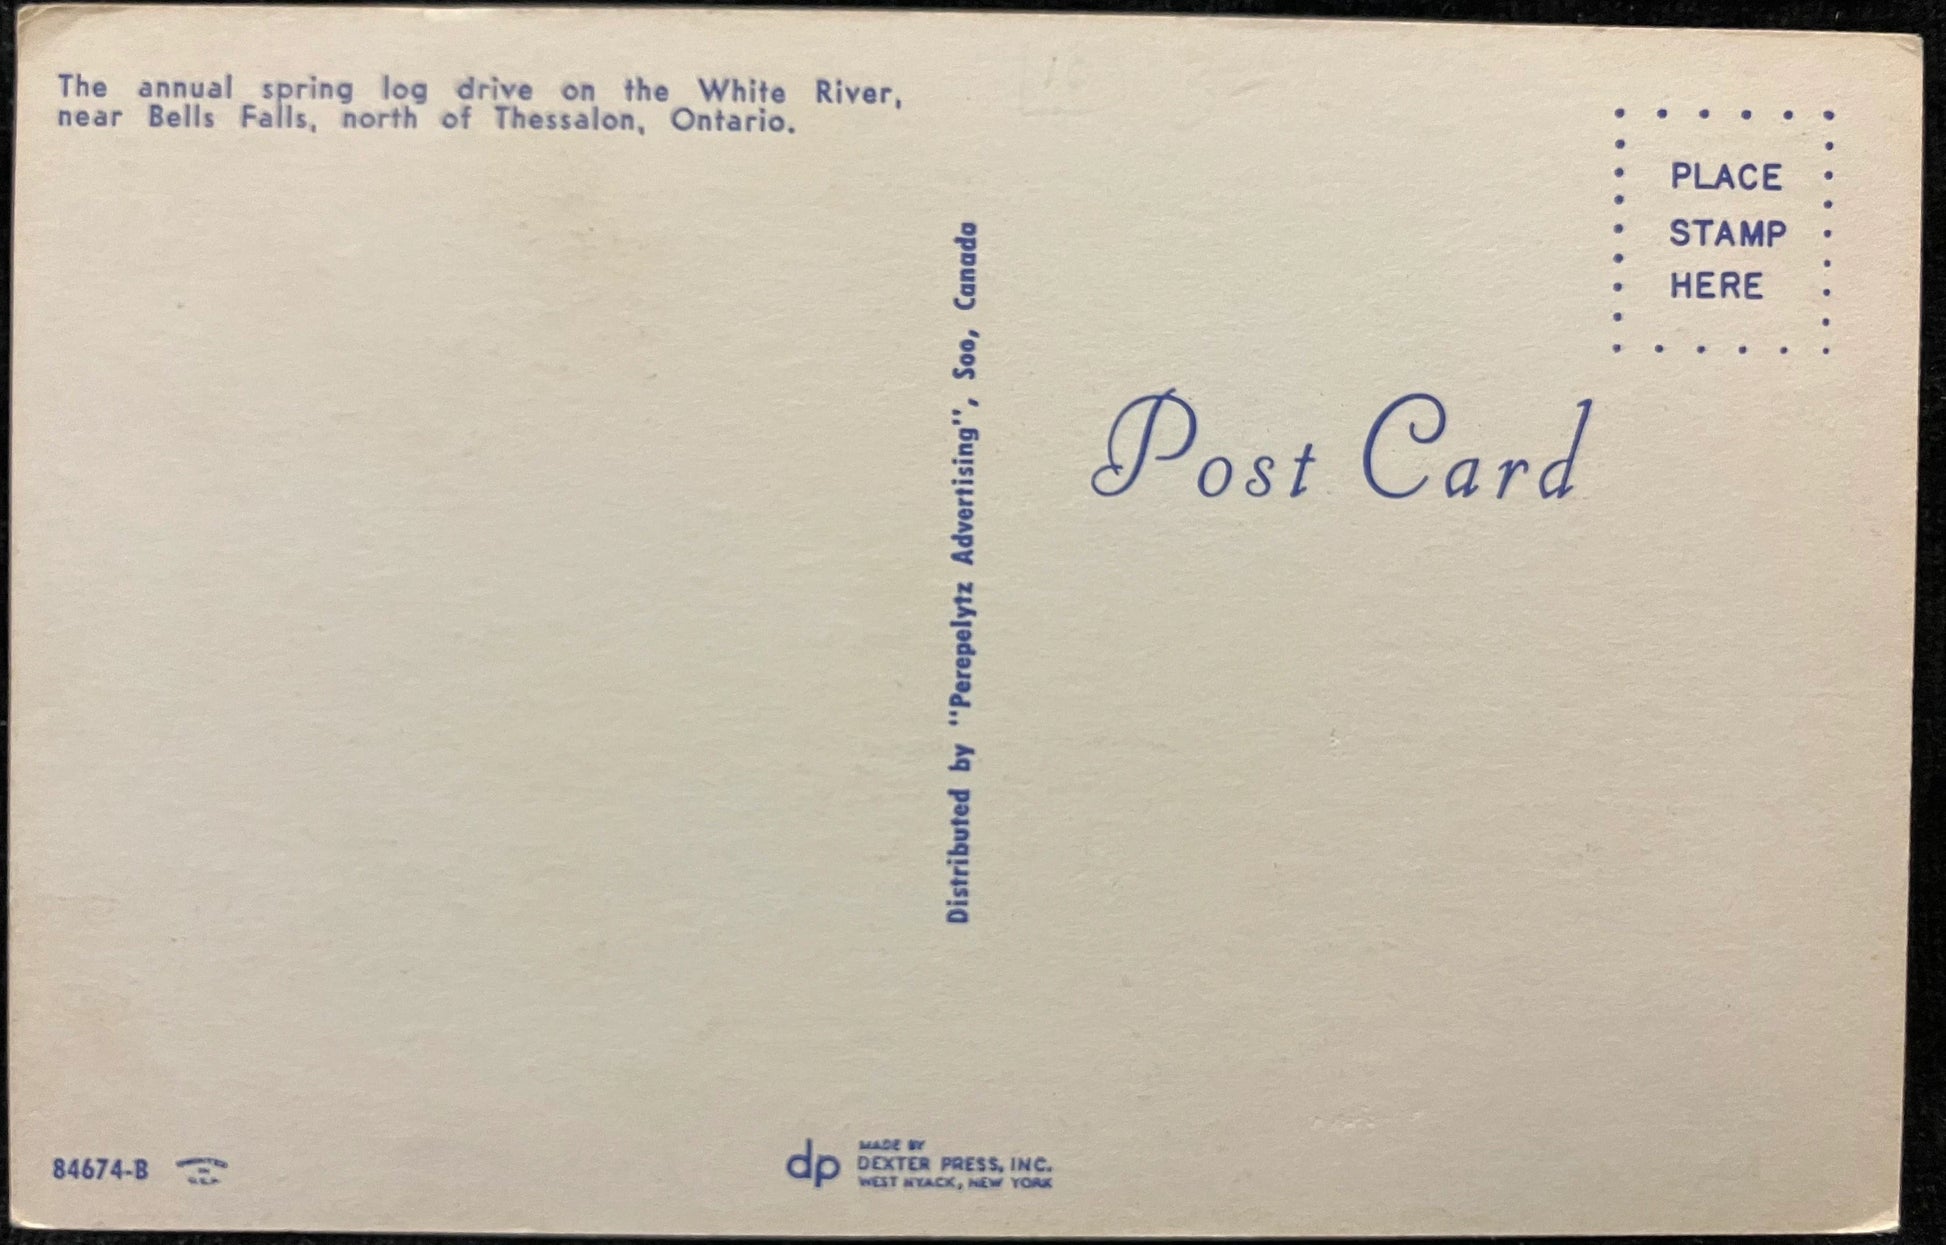 The annual spring log drive on the White River,
near Bells Falls, north of Thessalon, Ontario.
PLACE
STAMP
HERE
Distributed by "Perepelytz Advertising", Soo, Canada
Post Card
84674-B
dp
MADE BY
DEXTER PRESS, INC.
WEST NYACK, NEW YORK